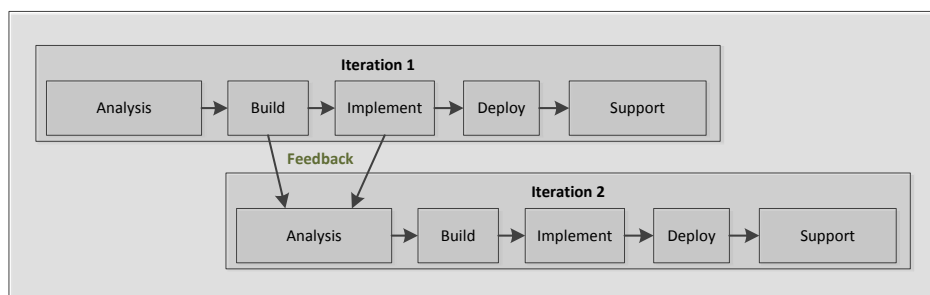 Iteration 1
Analysis
Build
Implement
Deploy
Support
Feedback
Iteration 2
Analysis
Build
Implement
Deploy
Support